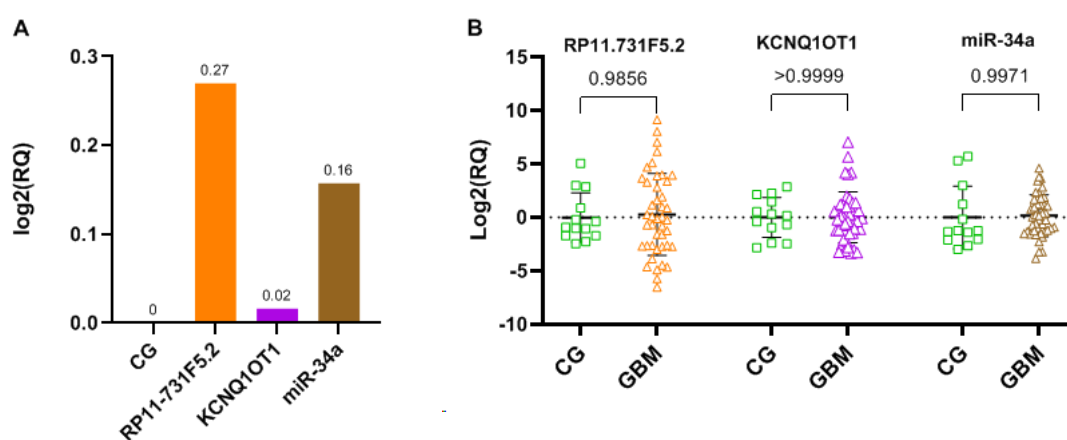 A
log2(RQ)
0.3
0.2
0.1
0.0
0
0.27
0.02
0.16
CG
RP11-731F5.2
KCNQ1OT1
miR-34a
B
Log2(RQ)
15
10
5
0
-5
-10
RP11.731F5.2
KCNQ1OT1
miR-34a
0.9856
>0.9999
0.9971
CG
GBM
CG
GBM
CG
GBM